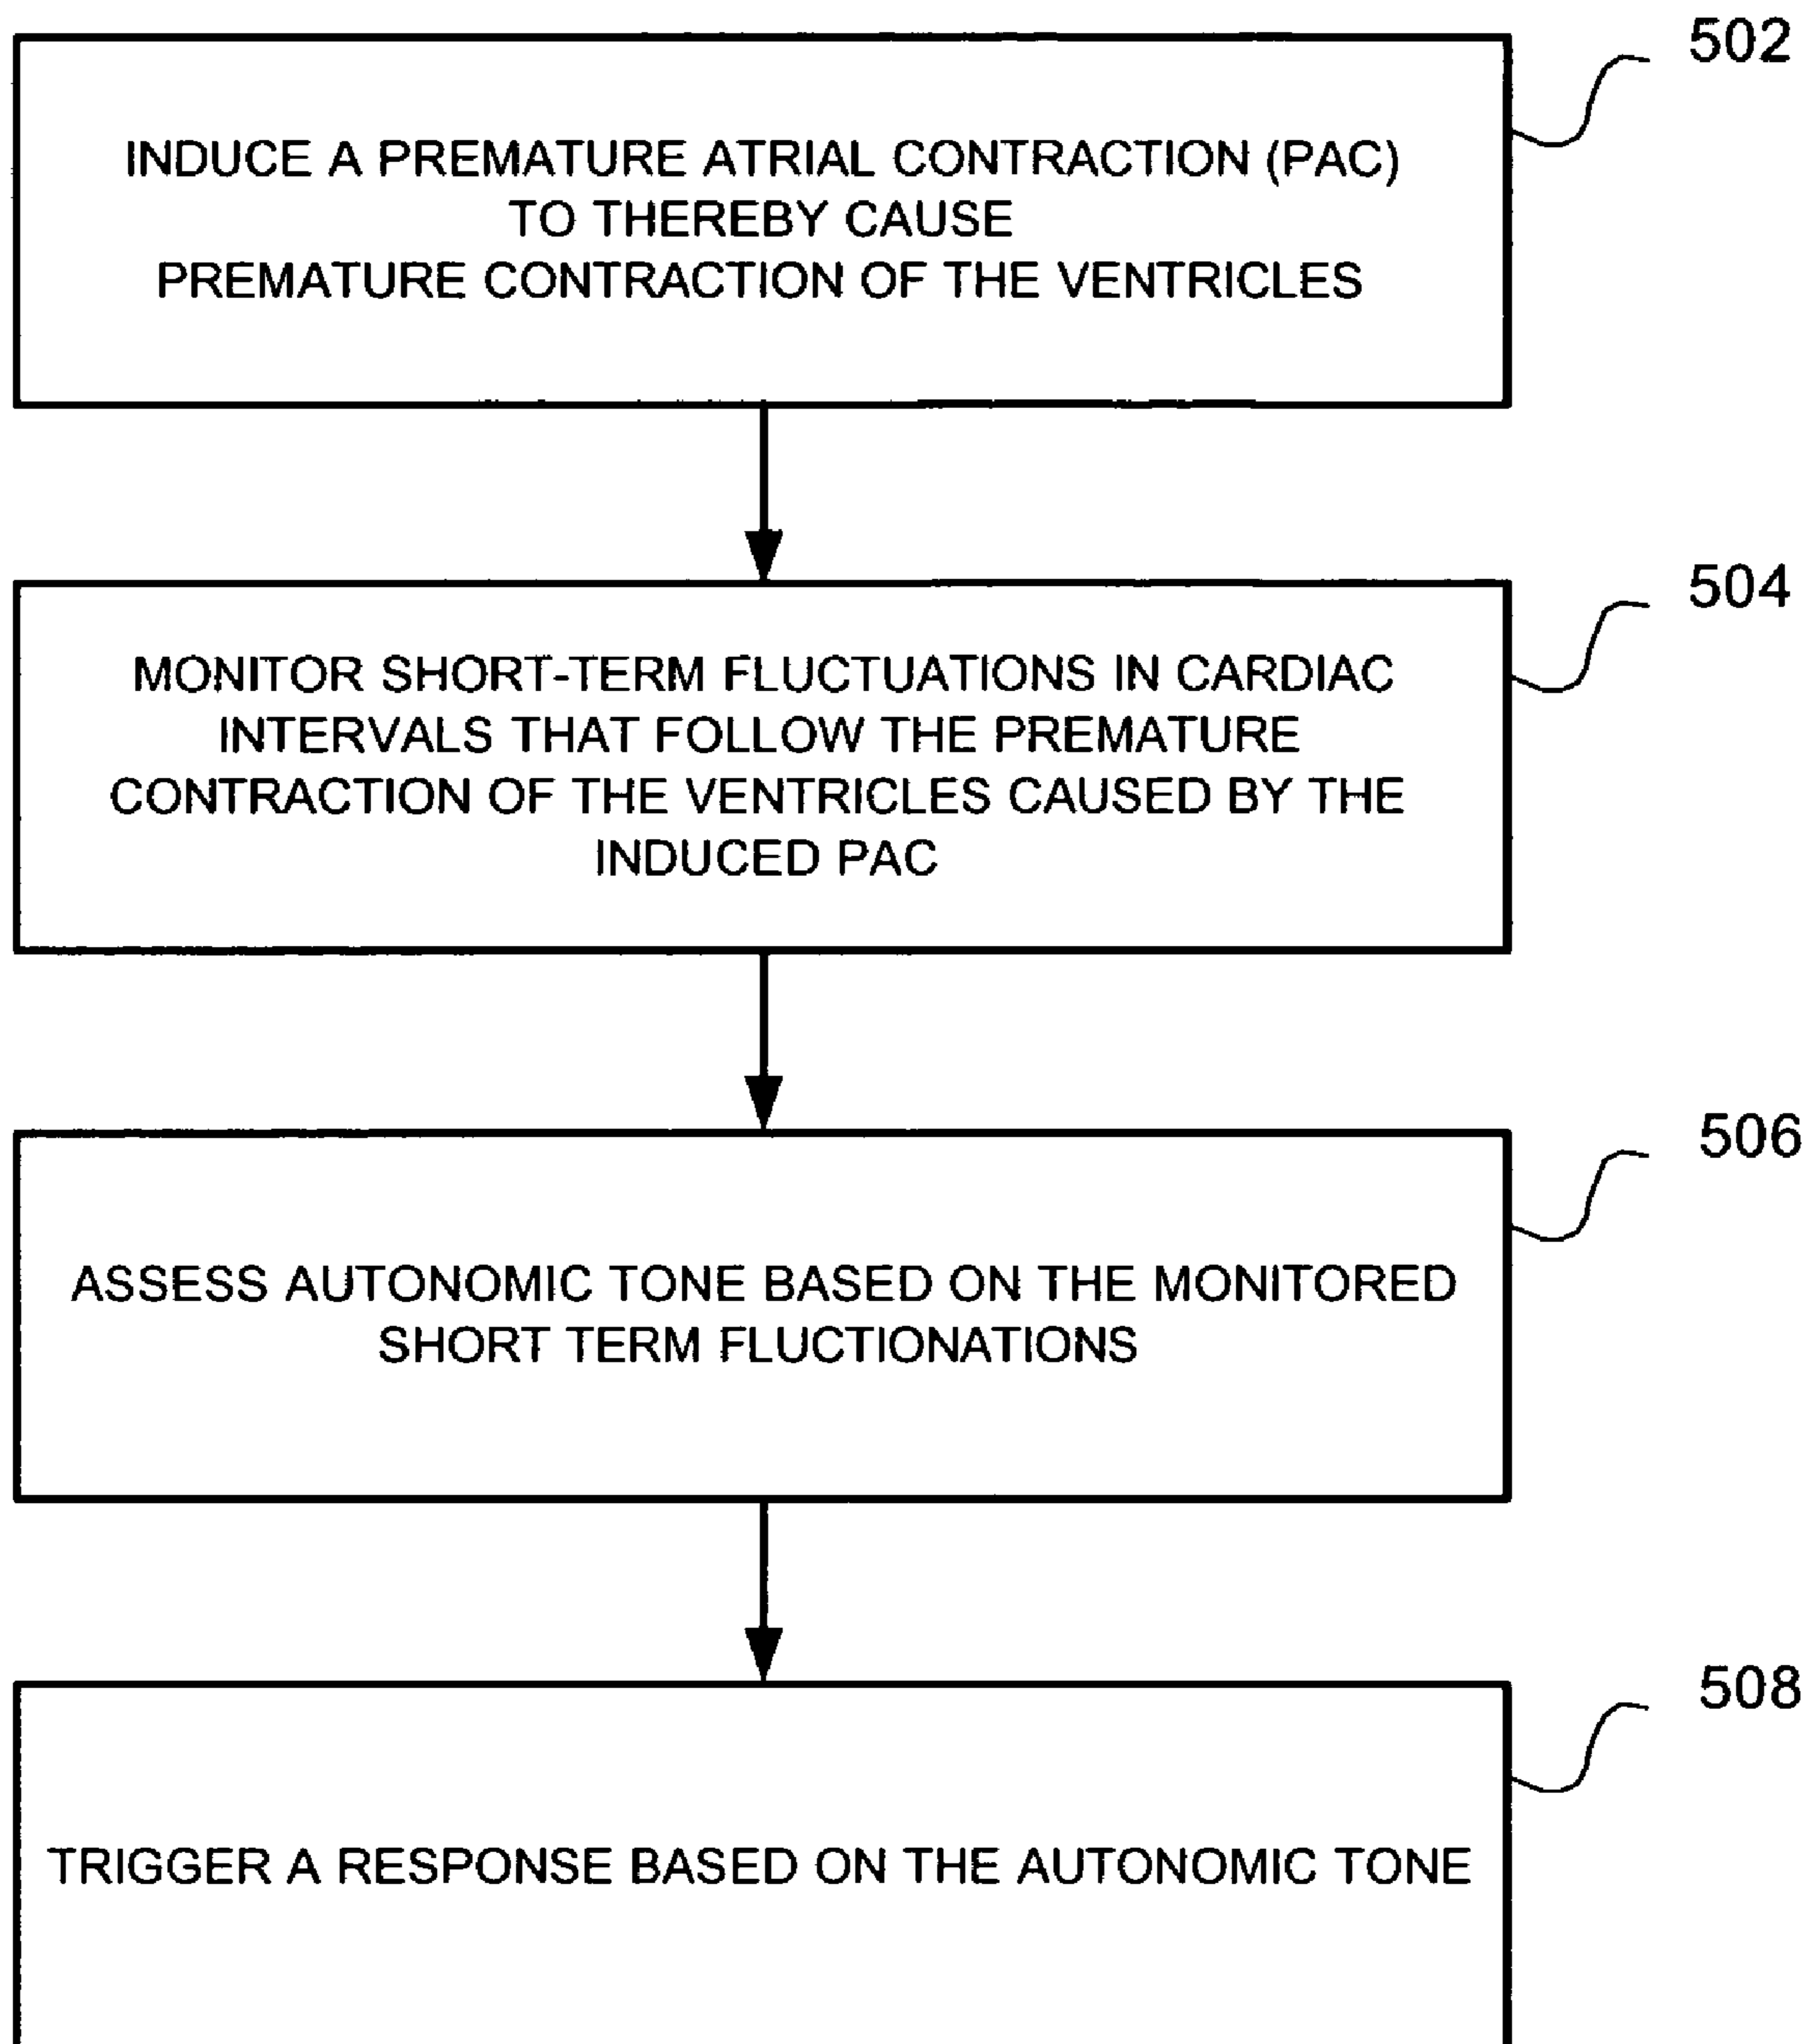 502
INDUCE A PREMATURE ATRIAL CONTRACTION (PAC)
TO THEREBY CAUSE
PREMATURE CONTRACTION OF THE VENTRICLES
504
MONITOR SHORT-TERM FLUCTUATIONS IN CARDIAC
INTERVALS THAT FOLLOW THE PREMATURE
CONTRACTION OF THE VENTRICLES CAUSED BY THE
INDUCED PAC
506
ASSESS AUTONOMIC TONE BASED ON THE MONITORED
SHORT TERM FLUCTIONATIONS
508
TRIGGER A RESPONSE BASED ON THE AUTONOMIC TONE